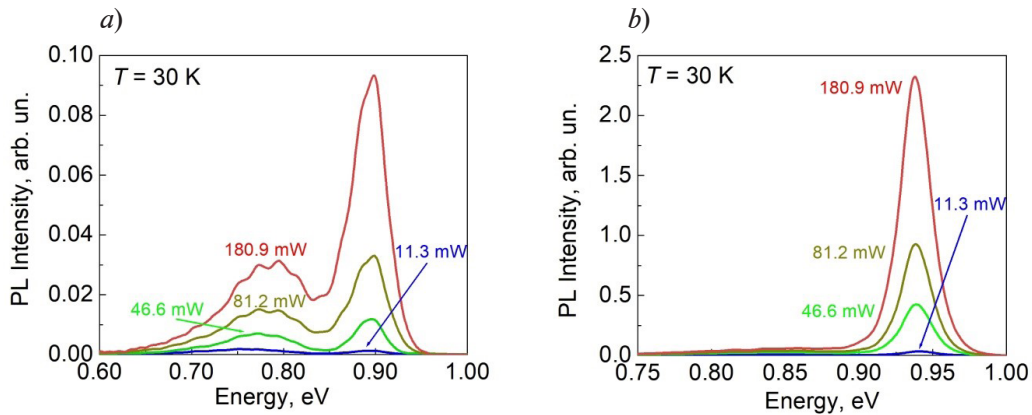 a)
PL Intensity, arb. un.
0.10
0.08
0.06
0.04
0.02
0.00
T = 30 K
180.9 mW
11.3 mW
46.6 mW
81.2 mW
0.60 0.70 0.80 0.90 1.00
Energy, eV
b)
PL Intensity, arb. un.
2.5
2.0
1.5
1.0
0.5
0.0
T = 30 K
180.9 mW
11.3 mW
81.2 mW
46.6 mW
0.75 0.80 0.85 0.90 0.95 1.00
Energy, eV